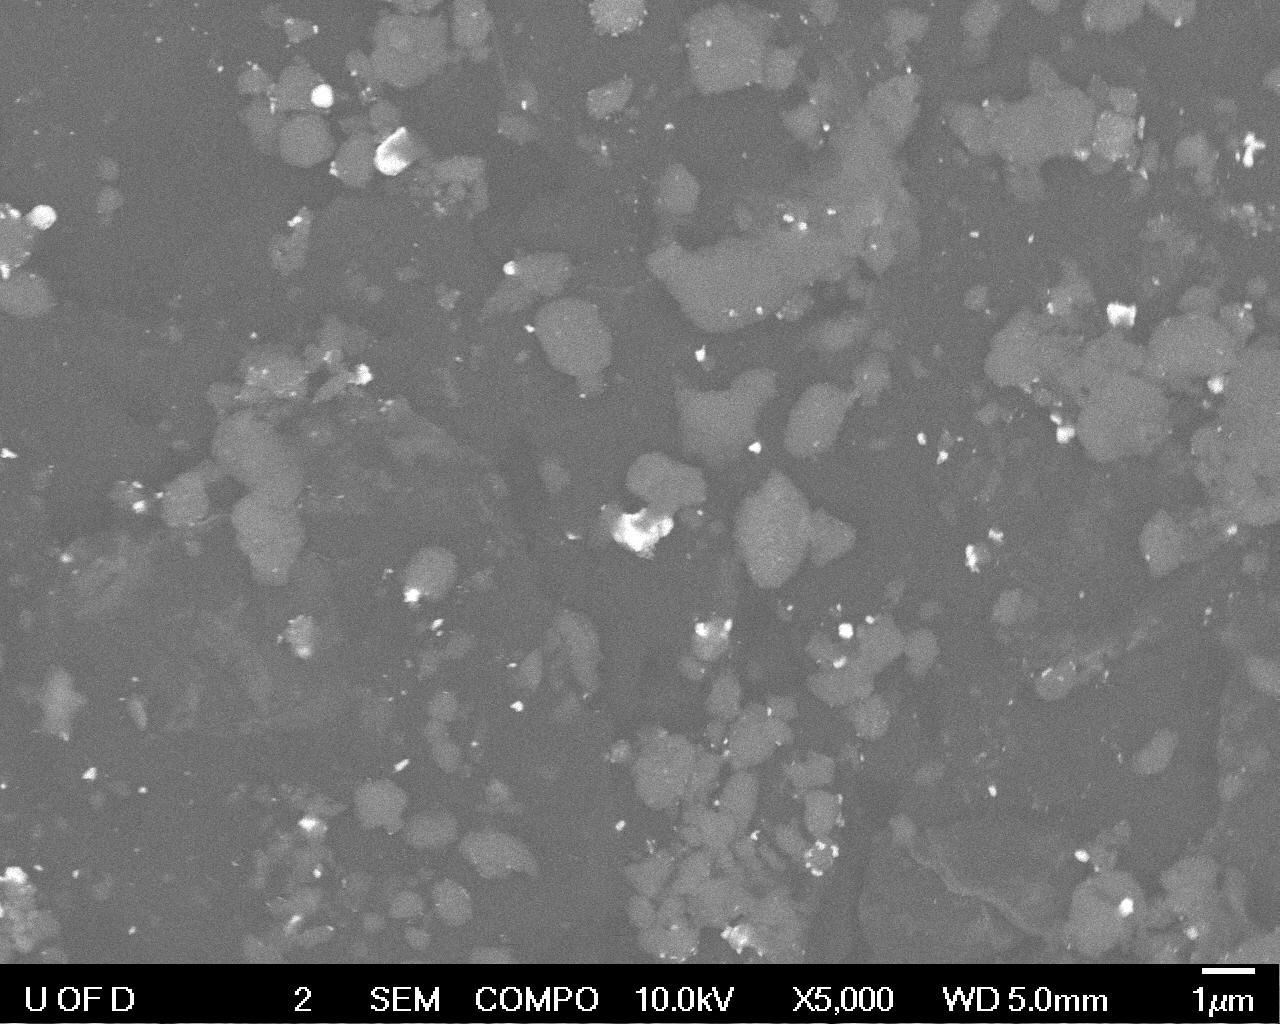 U OF D 2 SEM COMPO 10.0kV X5,000 WD 5.0mm 1μm